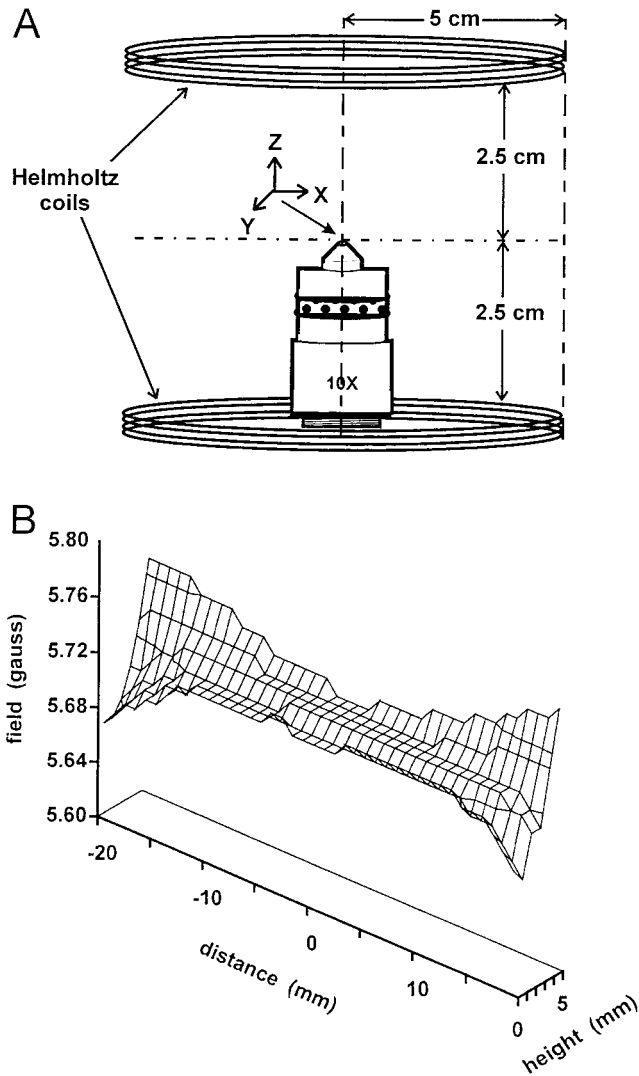 A
5 cm
Z
X
Y
Helmholtz
coils
2.5 cm
2.5 cm
10X
B
field (gauss)
5.80
5.76
5.72
5.68
5.64
5.60
-20
-10
0
10
distance (mm)
0
5
height (mm)